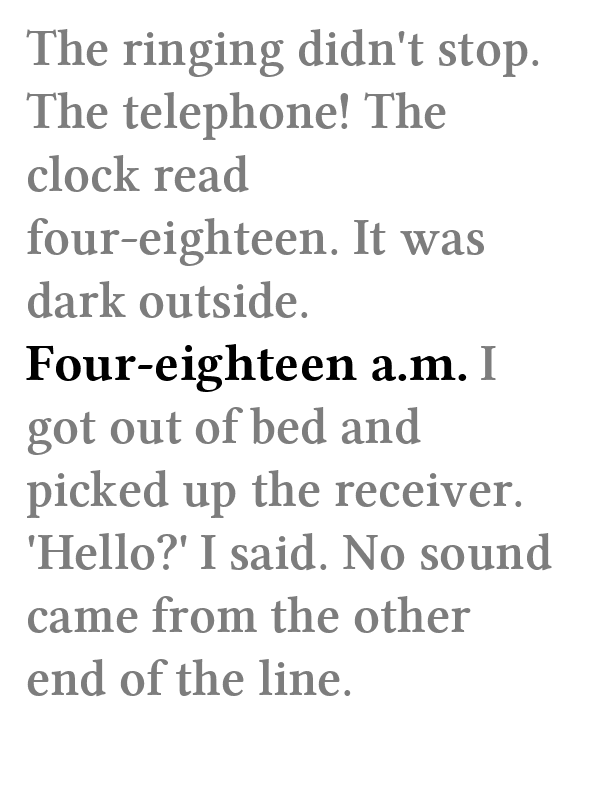 The ringing didn't stop.
The telephone! The
clock read
four-eighteen. It was
dark outside.
Four-eighteen a.m. I
got out of bed and
picked up the receiver.
'Hello?' I said. No sound
came from the other
end of the line.